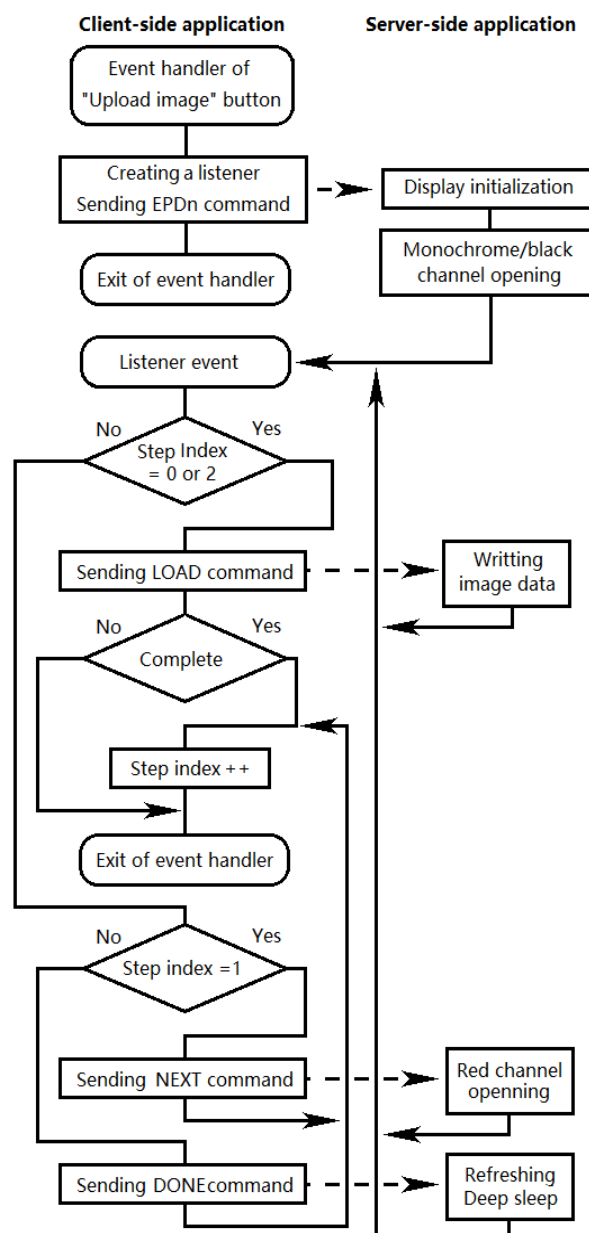 Client-side application
Server-side application
Event handler of
"Upload image" button
Creating a listener
Sending EPDn command
Display initialization
Exit of event handler
Monochrome/black
channel opening
Listener event
No
Yes
Step Index
= 0 or 2
Sending LOAD command
Writting
image data
No
Yes
Complete
Step index ++
Exit of event handler
No
Yes
Step index =1
Sending NEXT command
Red channel
openning
Sending DONEcommand
Refreshing
Deep sleep